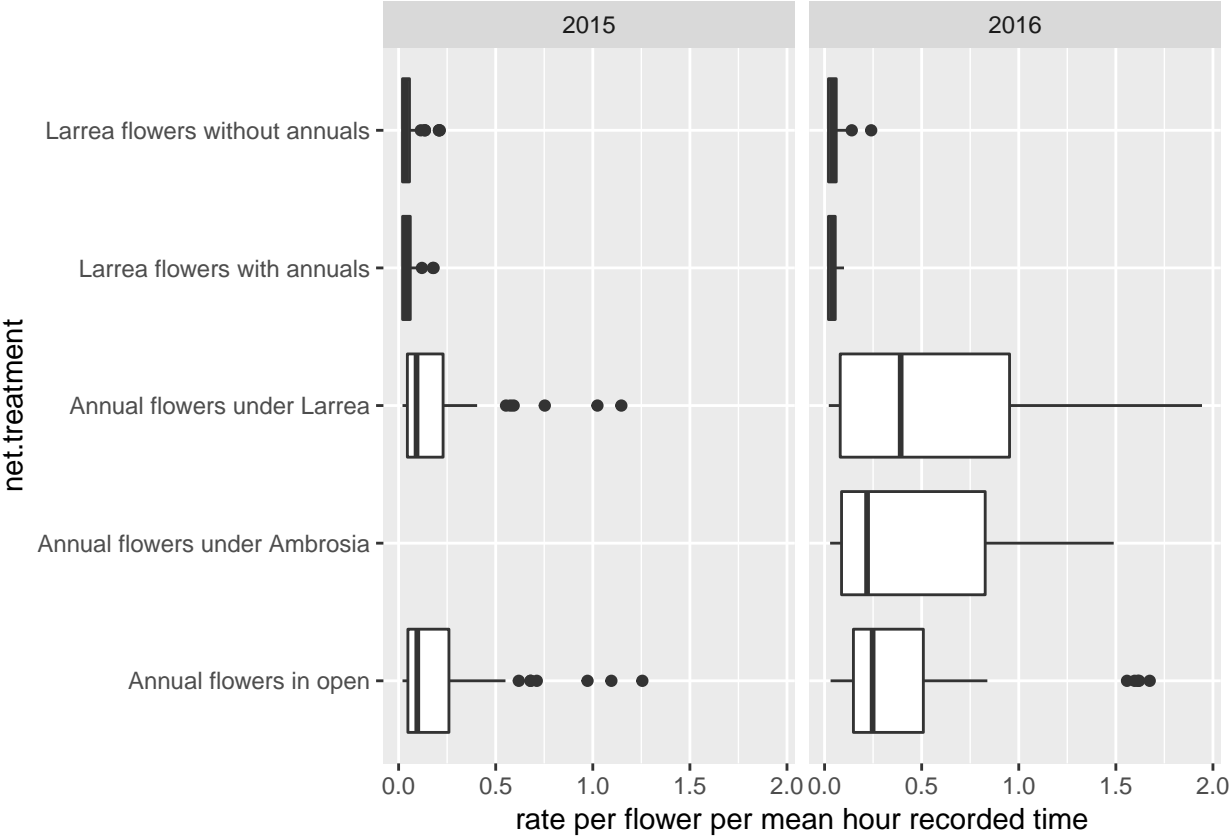 2015 2016
Larrea flowers without annuals
Larrea flowers with annuals
Annual flowers under Larrea
Annual flowers under Ambrosia
Annual flowers in open
net.treatment
0.0 0.5 1.0 1.5 2.0 0.0 0.5 1.0 1.5 2.0
rate per flower per mean hour recorded time